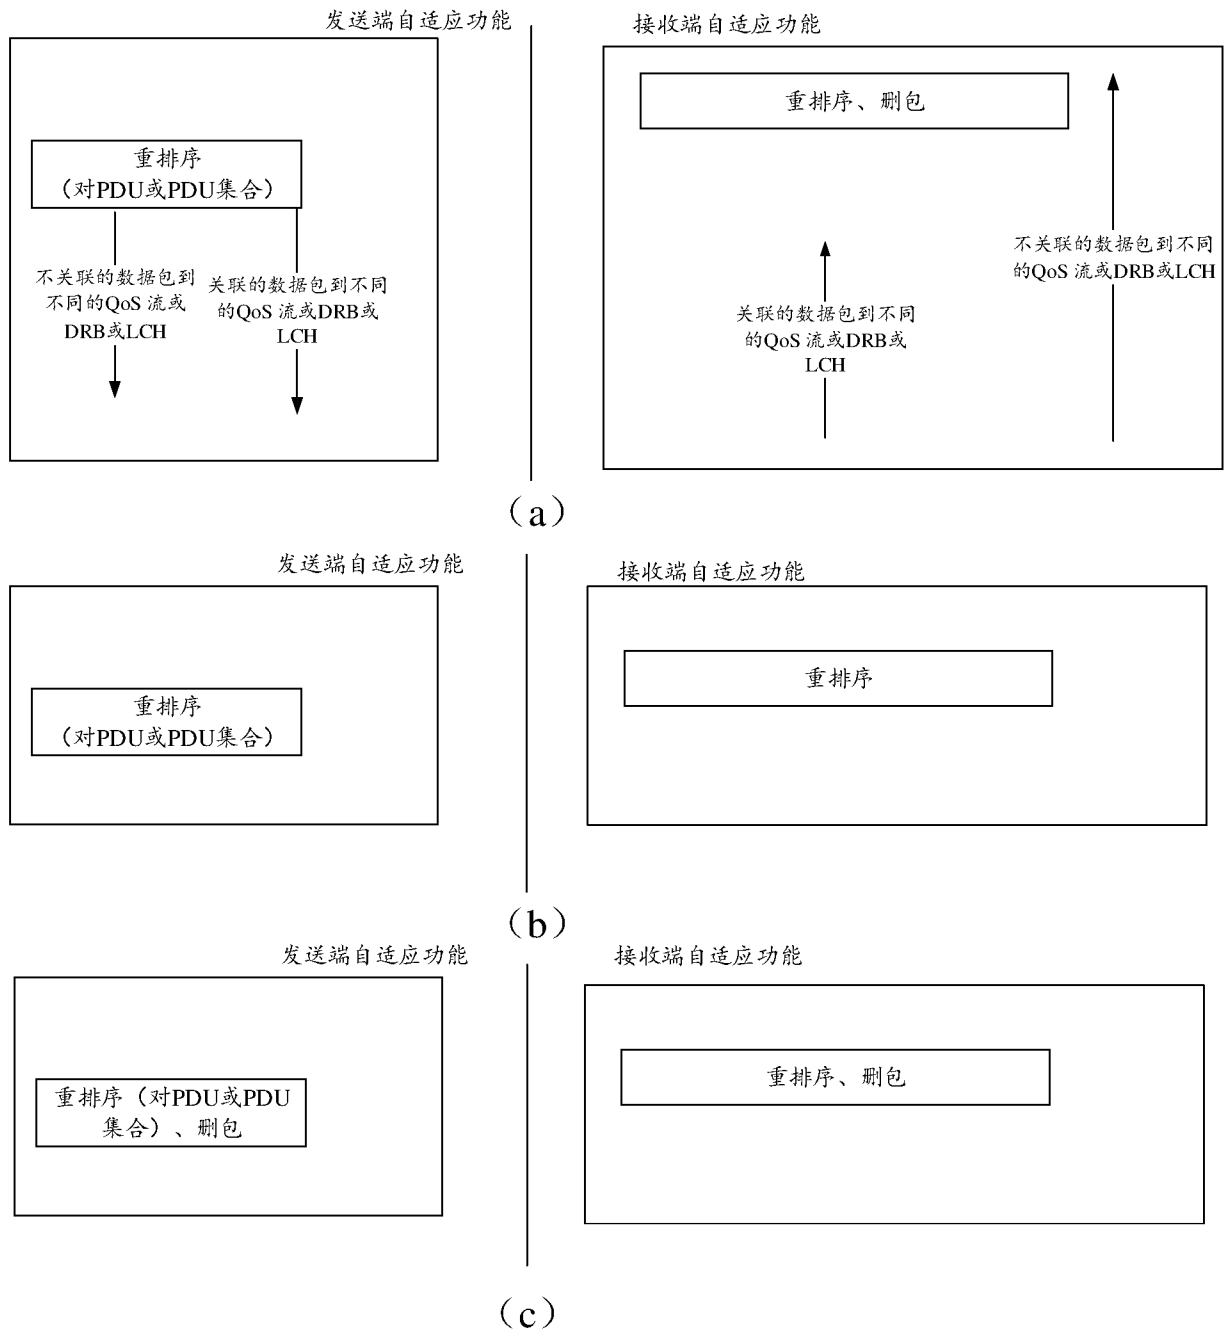 发送端自适应功能
重排序
（对PDU或PDU集合）
不关联的数据包到
不同的QoS 流或
DRB或LCH
关联的数据包到不同
的QoS 流或DRB或
LCH
接收端自适应功能
重排序、删包
关联的数据包到不同
的QoS 流或DRB或
LCH
不关联的数据包到不同
的QoS 流或DRB或LCH
（a）
发送端自适应功能
重排序
（对PDU或PDU集合）
接收端自适应功能
重排序
（b）
发送端自适应功能
重排序（对PDU或PDU
集合）、删包
接收端自适应功能
重排序、删包
（c）